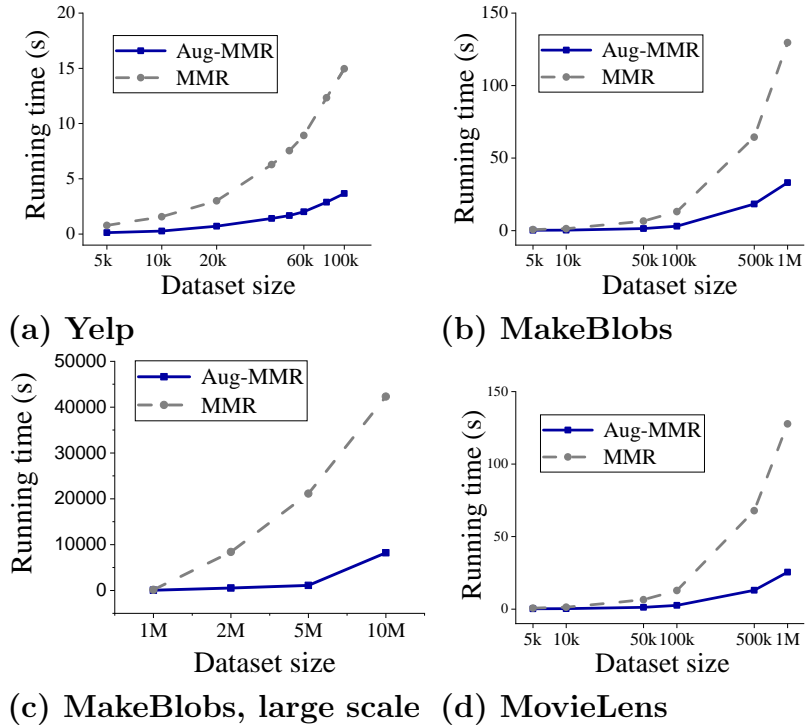 20
15
10
5
0
Running time (s)
Aug-MMR
MMR
5k 10k 20k 60k 100k
Dataset size
(a) Yelp
150
100
50
0
Running time (s)
Aug-MMR
MMR
5k 10k 50k 100k 500k 1M
Dataset size
(b) MakeBlobs
50000
40000
30000
20000
10000
0
Running time (s)
Aug-MMR
MMR
1M 2M 5M 10M
Dataset size
(c) MakeBlobs, large scale
150
100
50
0
Running time (s)
Aug-MMR
MMR
5k 10k 50k 100k 500k 1M
Dataset size
(d) MovieLens